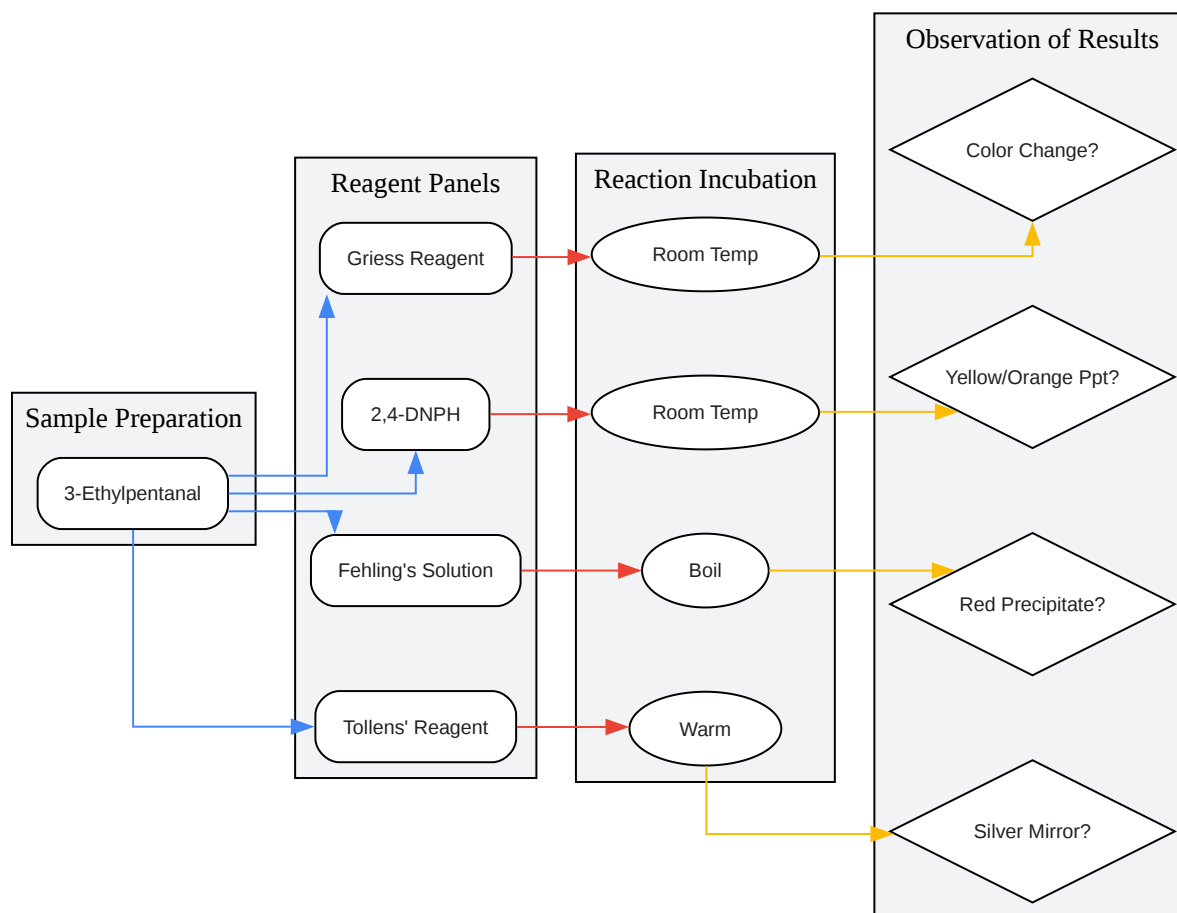 Sample Preparation
3-Ethylpentanal
Reagent Panels
Griess Reagent
2,4-DNPH
Fehling's Solution
Tollens' Reagent
Reaction Incubation
Room Temp
Room Temp
Boil
Warm
Observation of Results
Color Change?
Yellow/Orange Ppt?
Red Precipitate?
Silver Mirror?